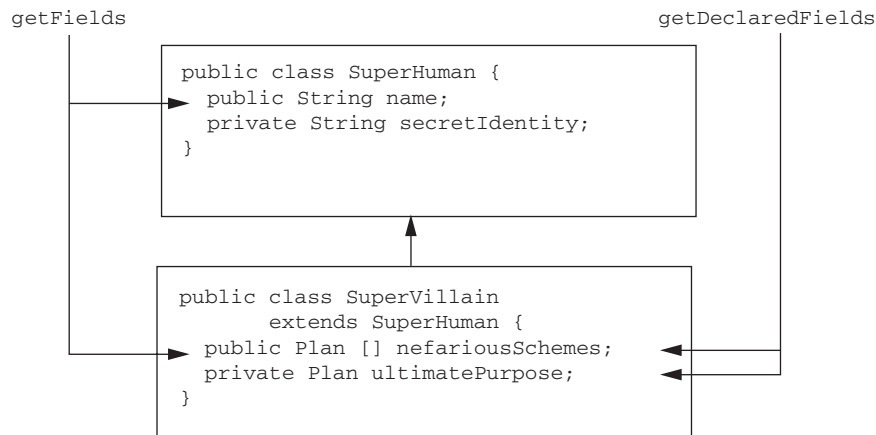 getFields
getDeclaredFields
public class SuperHuman {
public String name;
private String secretIdentity;
}
public class SuperVillain
extends SuperHuman {
public Plan [] nefariousSchemes;
private Plan ultimatePurpose;
}